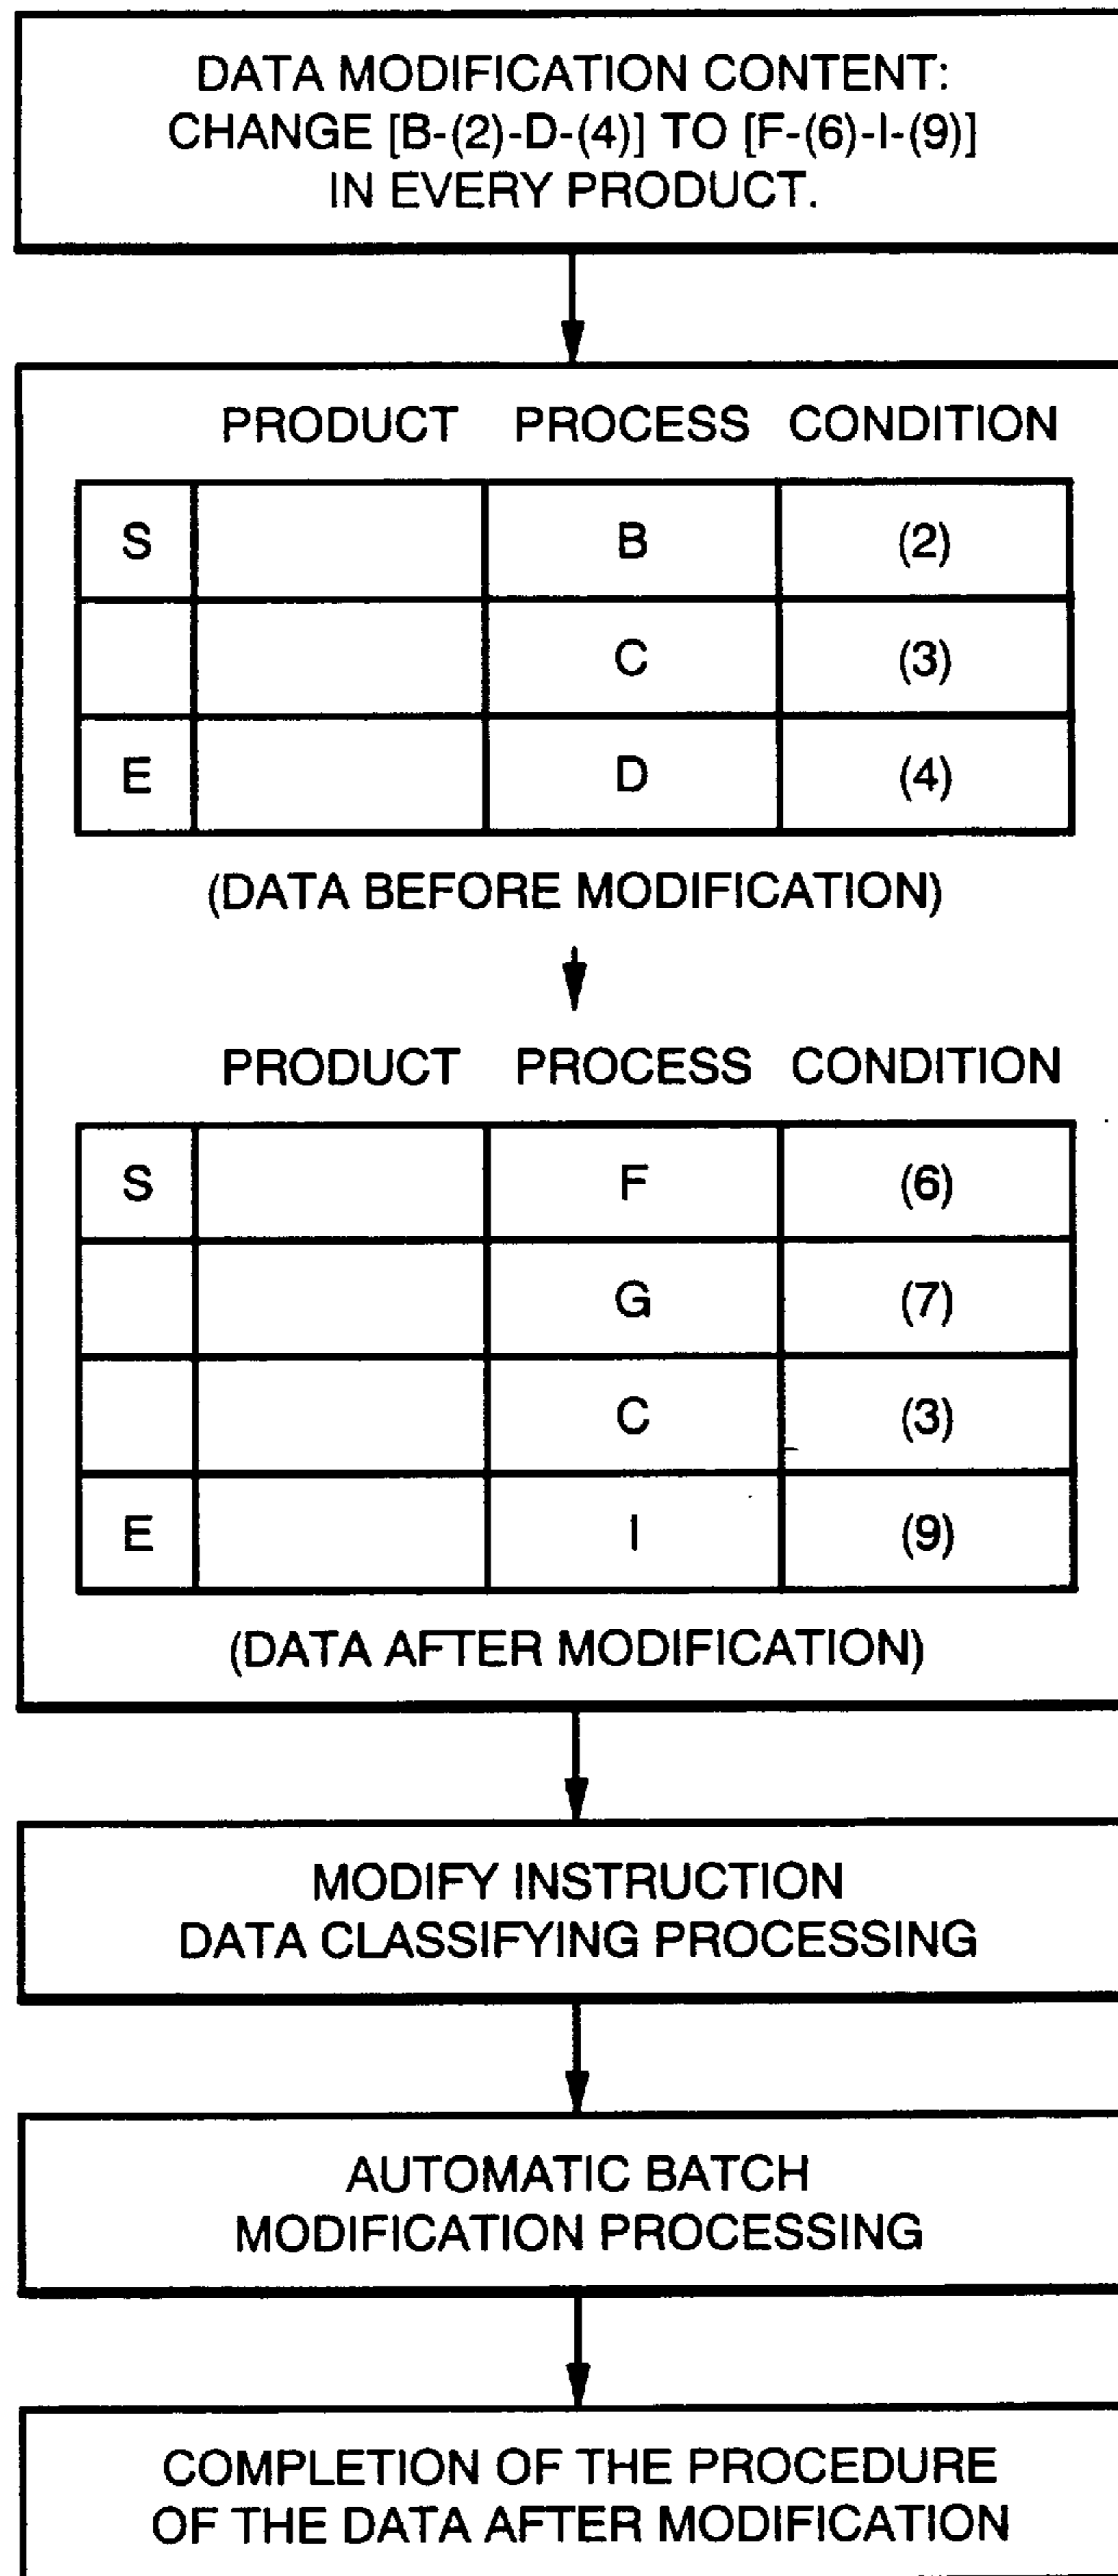 DATA MODIFICATION CONTENT:
CHANGE [B-(2)-D-(4)] TO [F-(6)-I-(9)]
IN EVERY PRODUCT.
PRODUCT PROCESS CONDITION
S B (2)
C (3)
E D (4)
(DATA BEFORE MODIFICATION)
PRODUCT PROCESS CONDITION
S F (6)
G (7)
C (3)
E I (9)
(DATA AFTER MODIFICATION)
MODIFY INSTRUCTION
DATA CLASSIFYING PROCESSING
AUTOMATIC BATCH
MODIFICATION PROCESSING
COMPLETION OF THE PROCEDURE
OF THE DATA AFTER MODIFICATION